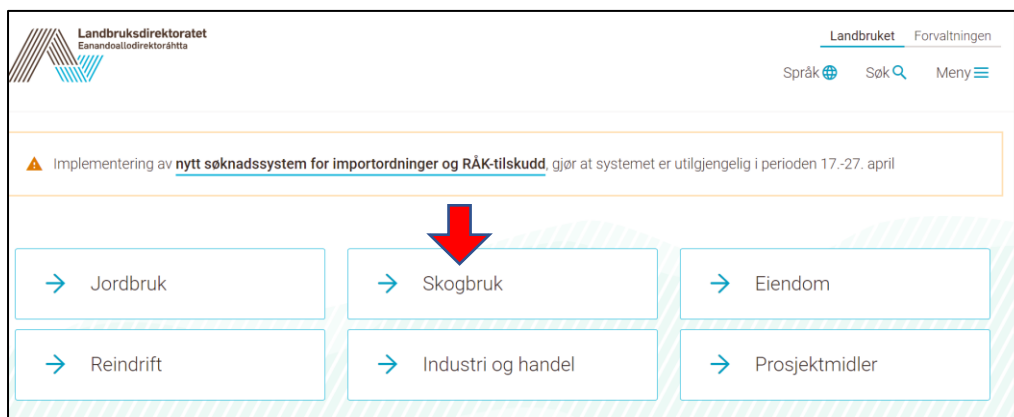 Landbruksdirektoratet
Eanandoallodirektoráhtta
Landbruket Forvaltningen
Språk Søk Meny
Implementering av nytt søknadssystem for importordninger og RÅK-tilskudd, gjør at systemet er utilgjengelig i perioden 17.-27. april
Jordbruk Skogbruk Eiendom
Reindrift Industri og handel Prosjektmidler